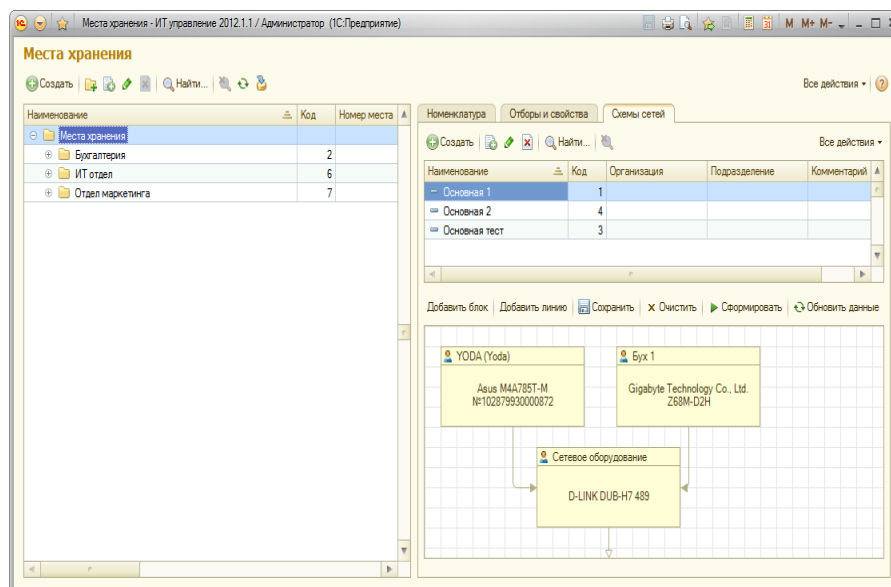 Места хранения - ИТ управление 2012.1.1 / Администратор (1С:Предприятие)
M M+ M-
Места хранения
Создать Найти... Все действия
Наименование Код Номер места
Места хранения
Бухгалтерия 2
ИТ отдел 6
Отдел маркетинга 7
Номенклатура Отборы и свойства Схемы сетей
Создать Найти... Все действия
Наименование Код Организация Подразделение Комментарий
Основная 1 1
Основная 2 4
Основная тест 3
Добавить блок Добавить линию Сохранить Очистить Сформировать Обновить данные
YODA (Yoda)
Asus M4A785T-M
№102879930000872
Бух 1
Gigabyte Technology Co., Ltd.
Z68M-D2H
Сетевое оборудование
D-LINK DUB-H7 489